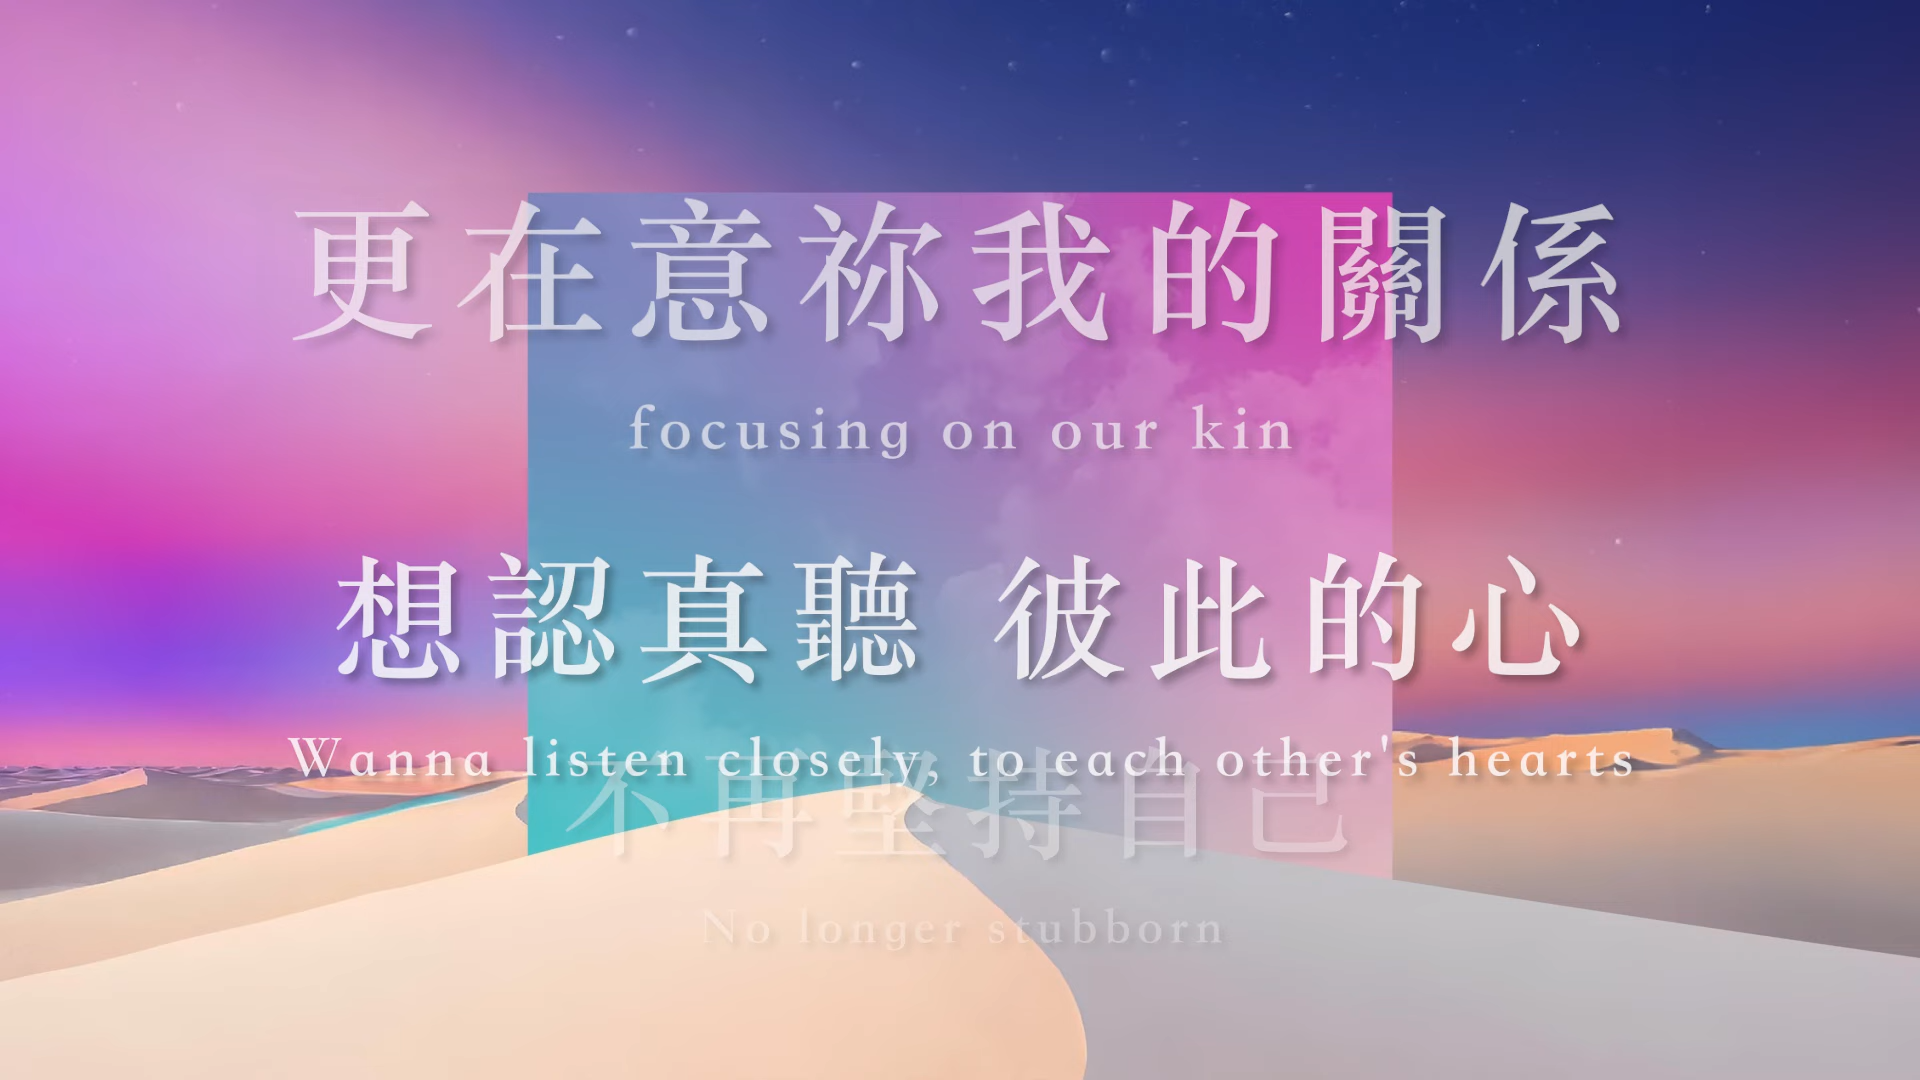 更在意祢我的關係
focusing on our kin
想認真聽 彼此的心
Wanna listen closely, to each other's hearts
不再堅持自己
No longer stubborn